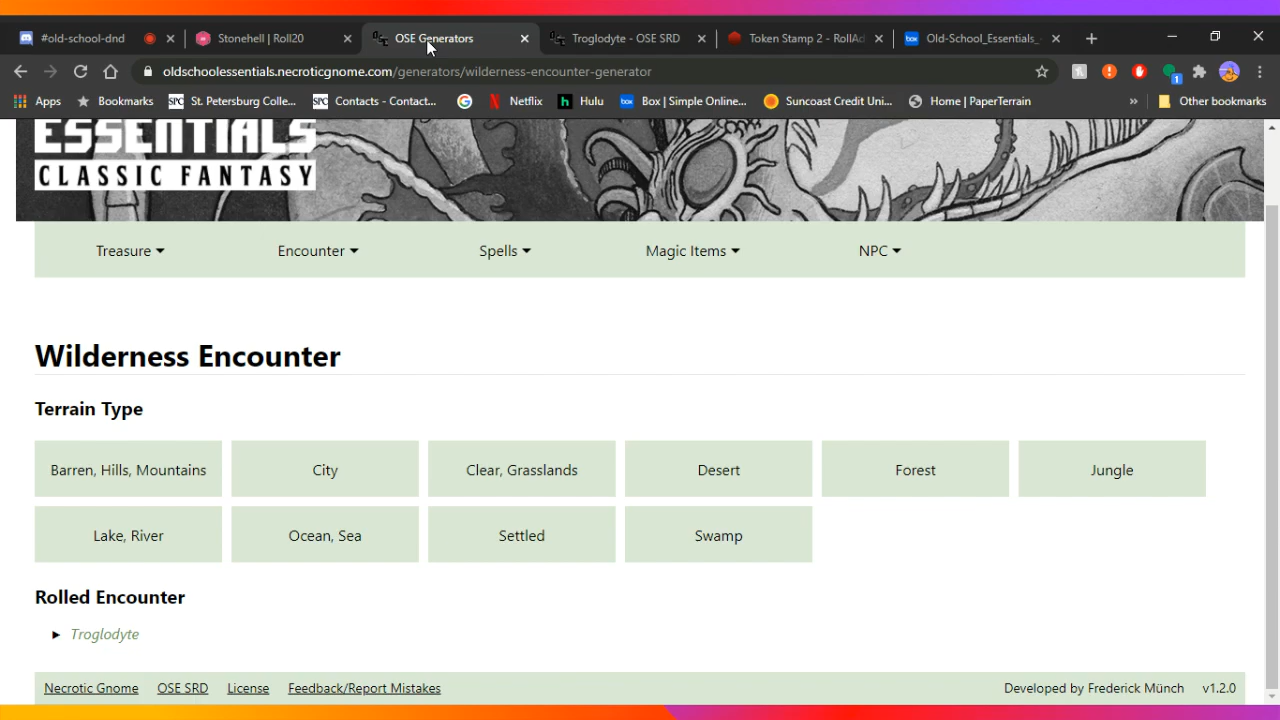 #old-school-dnd
Stonehell | Roll20
OSE Generators
Troglodyte - OSE SRD
Token Stamp 2 - RollAd
Old-School_Essentials_
oldschoolessentials.necroticgnome.com/generators/wilderness-encounter-generator
1
Apps
Bookmarks
SPC St. Petersburg Colle...
SPC Contacts - Contact...
G
N Netflix
h Hulu
box Box | Simple Online...
Suncoast Credit Uni...
Home | PaperTerrain
»
Other bookmarks
ESSENTIALS
CLASSIC FANTASY
Treasure
Encounter
Spells
Magic Items
NPC
Wilderness Encounter
Terrain Type
Barren, Hills, Mountains
City
Clear, Grasslands
Desert
Forest
Jungle
Lake, River
Ocean, Sea
Settled
Swamp
Rolled Encounter
Troglodyte
Necrotic Gnome
OSE SRD
License
Feedback/Report Mistakes
Developed by Frederick Münch
v1.2.0